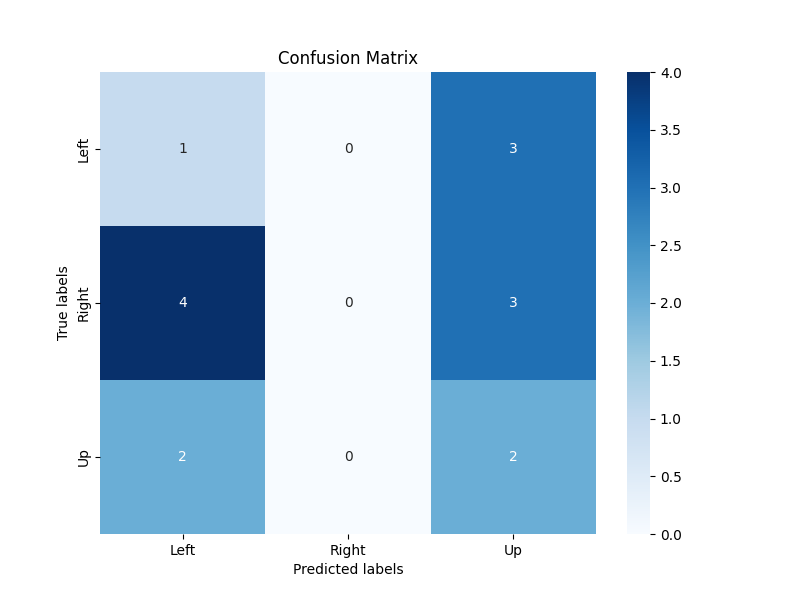 Confusion Matrix
True labels
Left
Right
Up
1 0 3
4 0 3
2 0 2
Left Right Up
Predicted labels
4.0
3.5
3.0
2.5
2.0
1.5
1.0
0.5
0.0